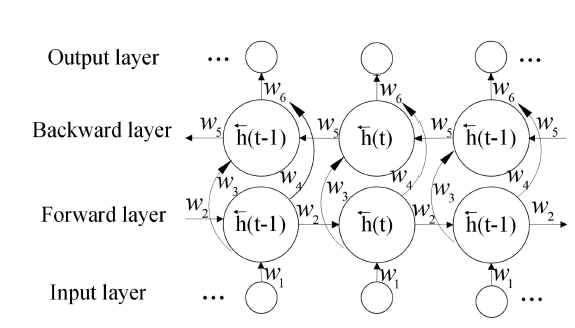 Output layer ... ...
w6 w6 w6
Backward layer w5 ←h(t-1) w5 ←h(t) w5 ←h(t-1) w5
w3 w4 w3 w4 w3 w4
Forward layer w2 ←h(t-1) w2 ←h(t) w2 ←h(t-1) w2
w1 w1 w1
Input layer ... ...